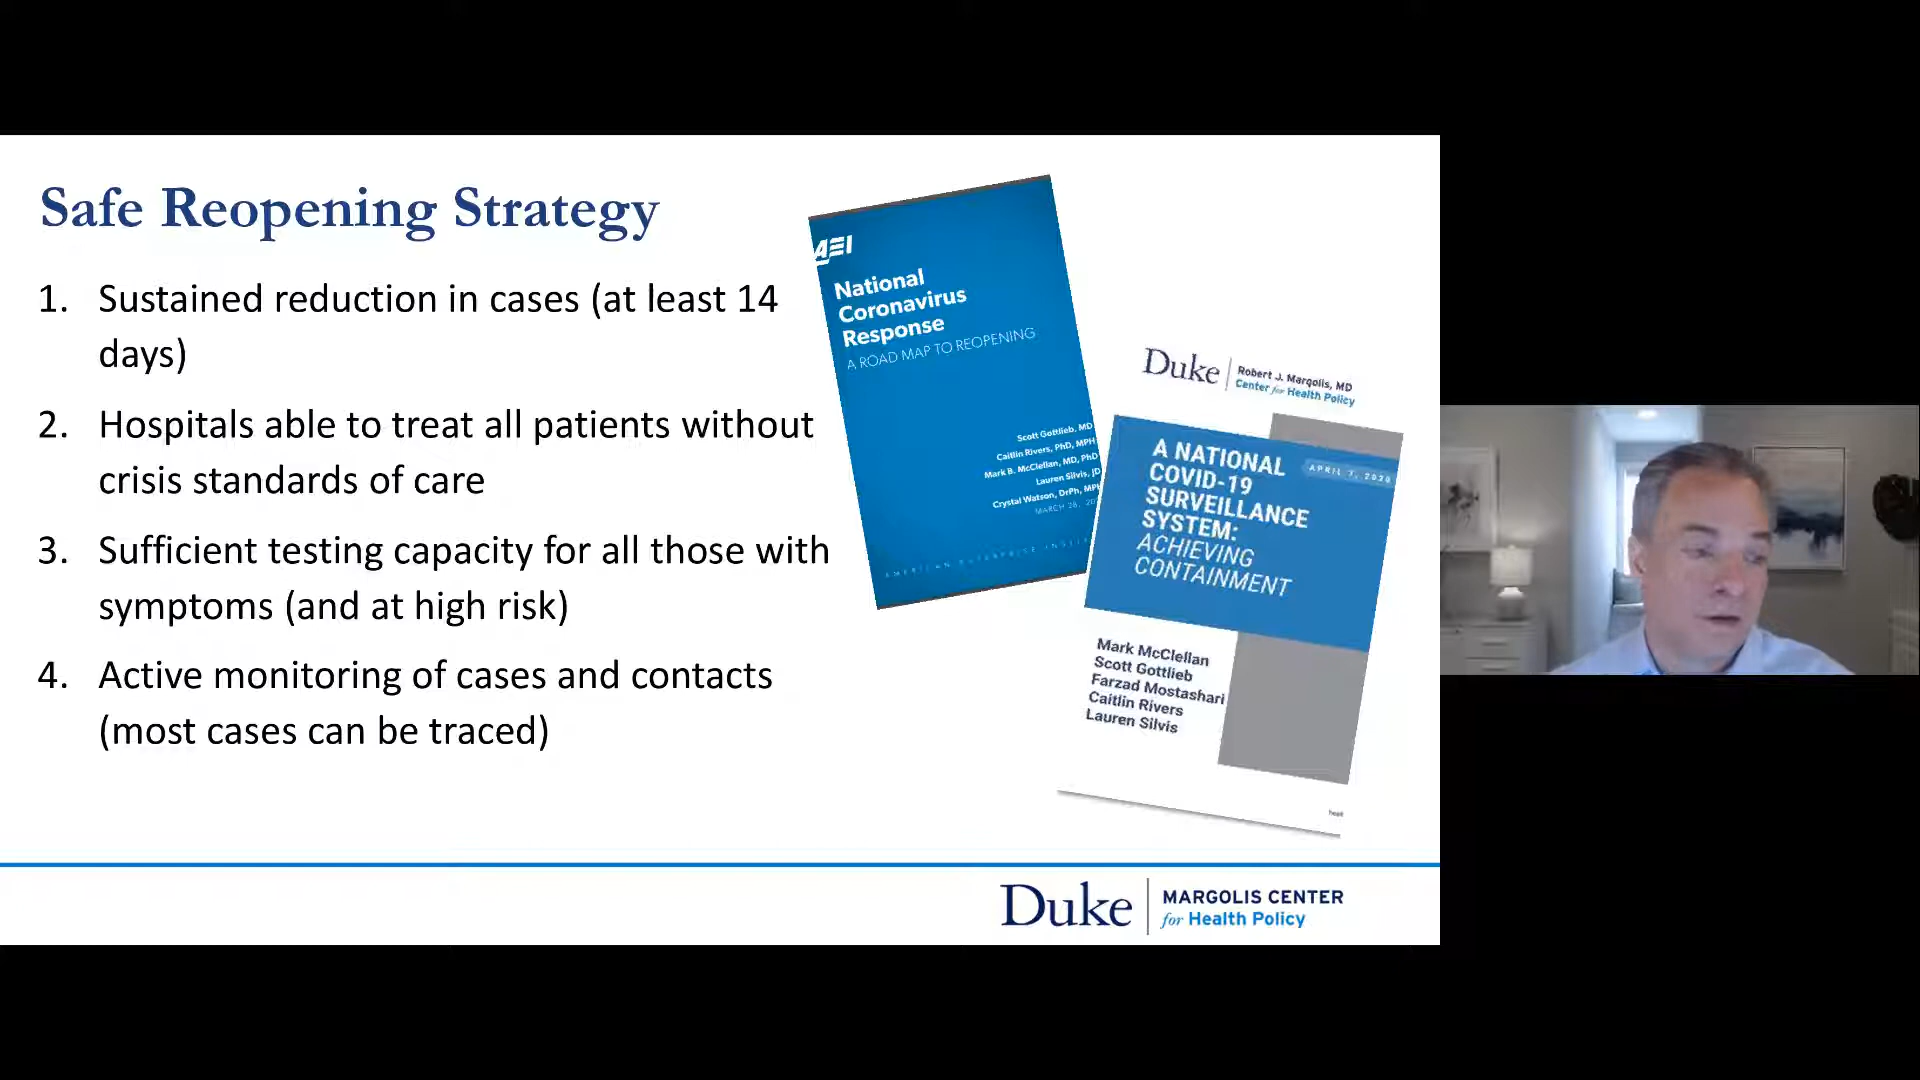 Safe Reopening Strategy
1. Sustained reduction in cases (at least 14
days)
2. Hospitals able to treat all patients without
crisis standards of care
3. Sufficient testing capacity for all those with
symptoms (and at high risk)
4. Active monitoring of cases and contacts
(most cases can be traced)
AEI
National
Coronavirus
Response
A ROAD MAP TO REOPENING
Scott Gottlieb, MD
Caitlin Rivers, PhD, MPH
Mark B. McClellan, MD, PhD
Lauren Silvis, JD
Crystal Watson, DrPh, MPH
MARCH 28,
AMERICAN ENTERPRISE
Duke
Robert J. Margolis, MD
Center for Health Policy
APRIL 7, 2020
A NATIONAL
COVID-19
SURVEILLANCE
SYSTEM:
ACHIEVING
CONTAINMENT
Mark McClellan
Scott Gottlieb
Farzad Mostashari
Caitlin Rivers
Lauren Silvis
Duke
MARGOLIS CENTER
for Health Policy